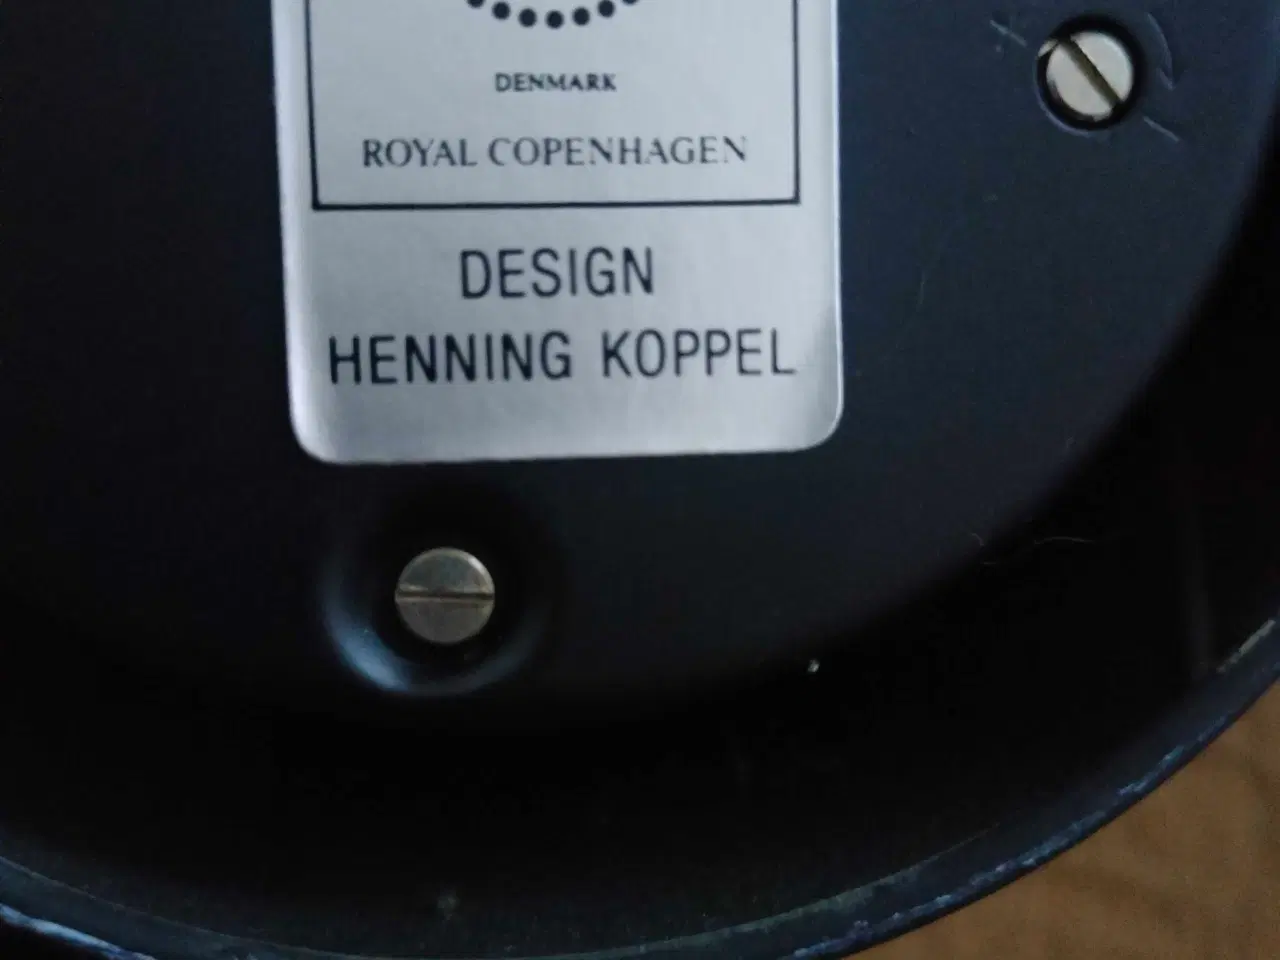 DENMARK
ROYAL COPENHAGEN
DESIGN
HENNING KOPPEL